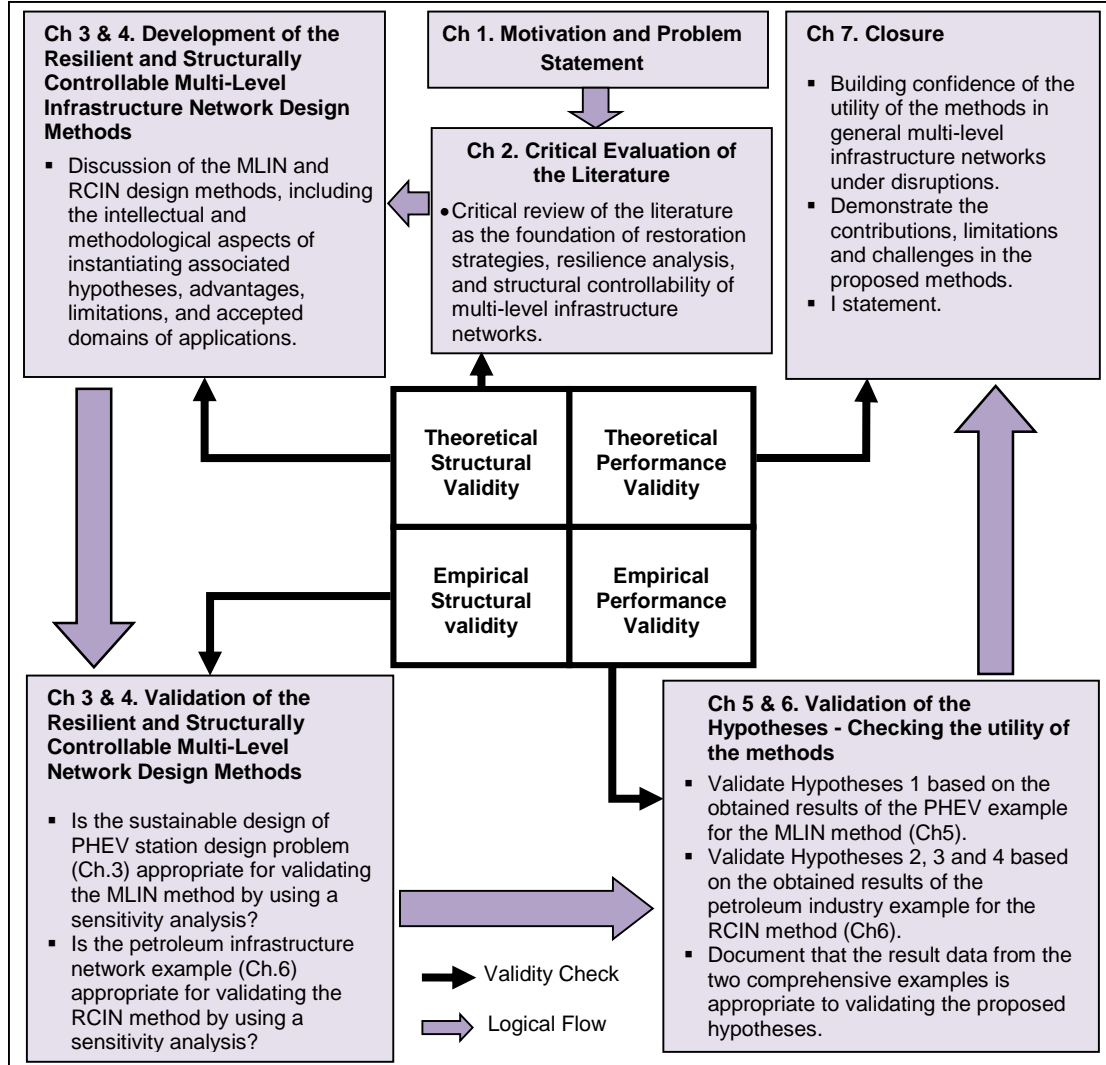 Ch 3 & 4. Development of the
Resilient and Structurally
Controllable Multi-Level
Infrastructure Network Design
Methods
▪ Discussion of the MLIN and
RCIN design methods, including
the intellectual and
methodological aspects of
instantiating associated
hypotheses, advantages,
limitations, and accepted
domains of applications.
Ch 1. Motivation and Problem
Statement
Ch 2. Critical Evaluation of
the Literature
•Critical review of the literature
as the foundation of restoration
strategies, resilience analysis,
and structural controllability of
multi-level infrastructure
networks.
Ch 7. Closure
▪ Building confidence of the
utility of the methods in
general multi-level
infrastructure networks
under disruptions.
▪ Demonstrate the
contributions, limitations
and challenges in the
proposed methods.
▪ I statement.
Theoretical
Structural
Validity
Theoretical
Performance
Validity
Empirical
Structural
validity
Empirical
Performance
Validity
Ch 3 & 4. Validation of the
Resilient and Structurally
Controllable Multi-Level
Network Design Methods
▪ Is the sustainable design of
PHEV station design problem
(Ch.3) appropriate for validating
the MLIN method by using a
sensitivity analysis?
▪ Is the petroleum infrastructure
network example (Ch.6)
appropriate for validating the
RCIN method by using a
sensitivity analysis?
Validity Check
Logical Flow
Ch 5 & 6. Validation of the
Hypotheses - Checking the utility of
the methods
▪ Validate Hypotheses 1 based on the
obtained results of the PHEV example
for the MLIN method (Ch5).
▪ Validate Hypotheses 2, 3 and 4 based
on the obtained results of the
petroleum industry example for the
RCIN method (Ch6).
▪ Document that the result data from the
two comprehensive examples is
appropriate to validating the proposed
hypotheses.